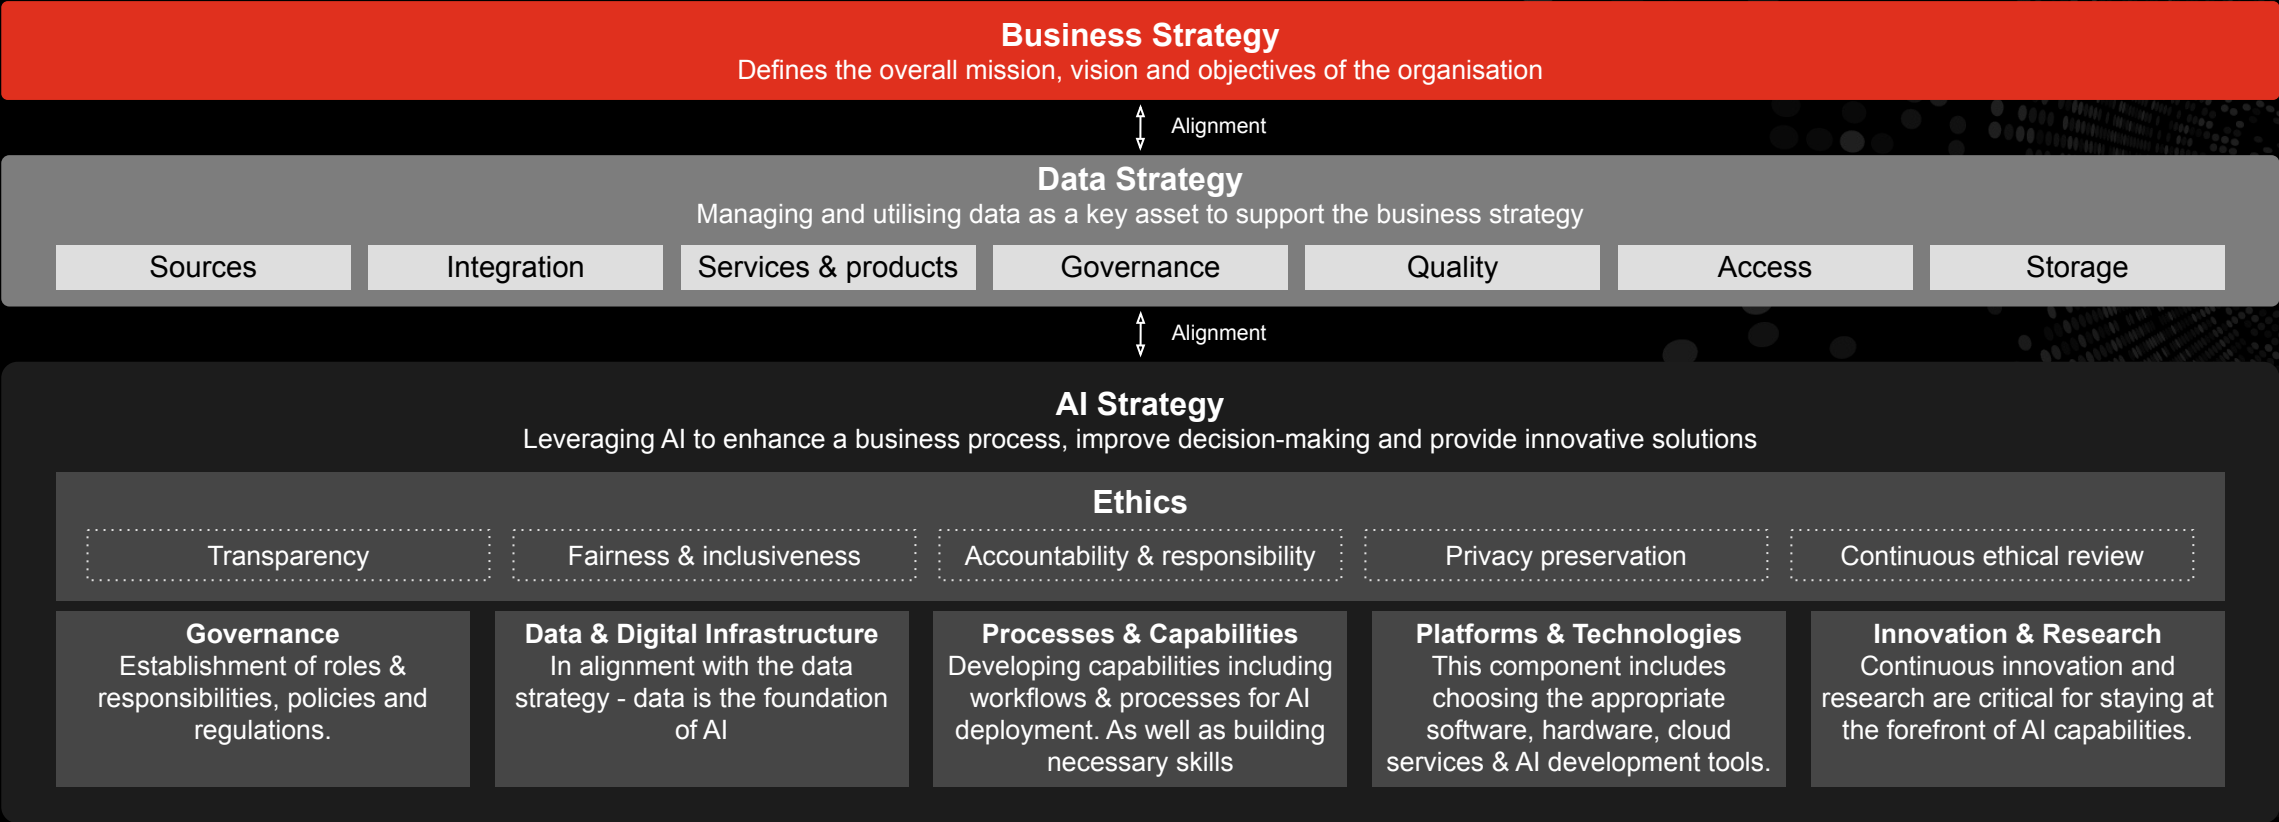 Business Strategy
Defines the overall mission, vision and objectives of the organisation
Alignment
Data Strategy
Managing and utilising data as a key asset to support the business strategy
Sources
Integration
Services & products
Governance
Quality
Access
Storage
Alignment
AI Strategy
Leveraging AI to enhance a business process, improve decision-making and provide innovative solutions
Ethics
Transparency
Fairness & inclusiveness
Accountability & responsibility
Privacy preservation
Continuous ethical review
Governance
Establishment of roles &
responsibilities, policies and
regulations.
Data & Digital Infrastructure
In alignment with the data
strategy - data is the foundation
of AI
Processes & Capabilities
Developing capabilities including
workflows & processes for AI
deployment. As well as building
necessary skills
Platforms & Technologies
This component includes
choosing the appropriate
software, hardware, cloud
services & AI development tools.
Innovation & Research
Continuous innovation and
research are critical for staying at
the forefront of AI capabilities.